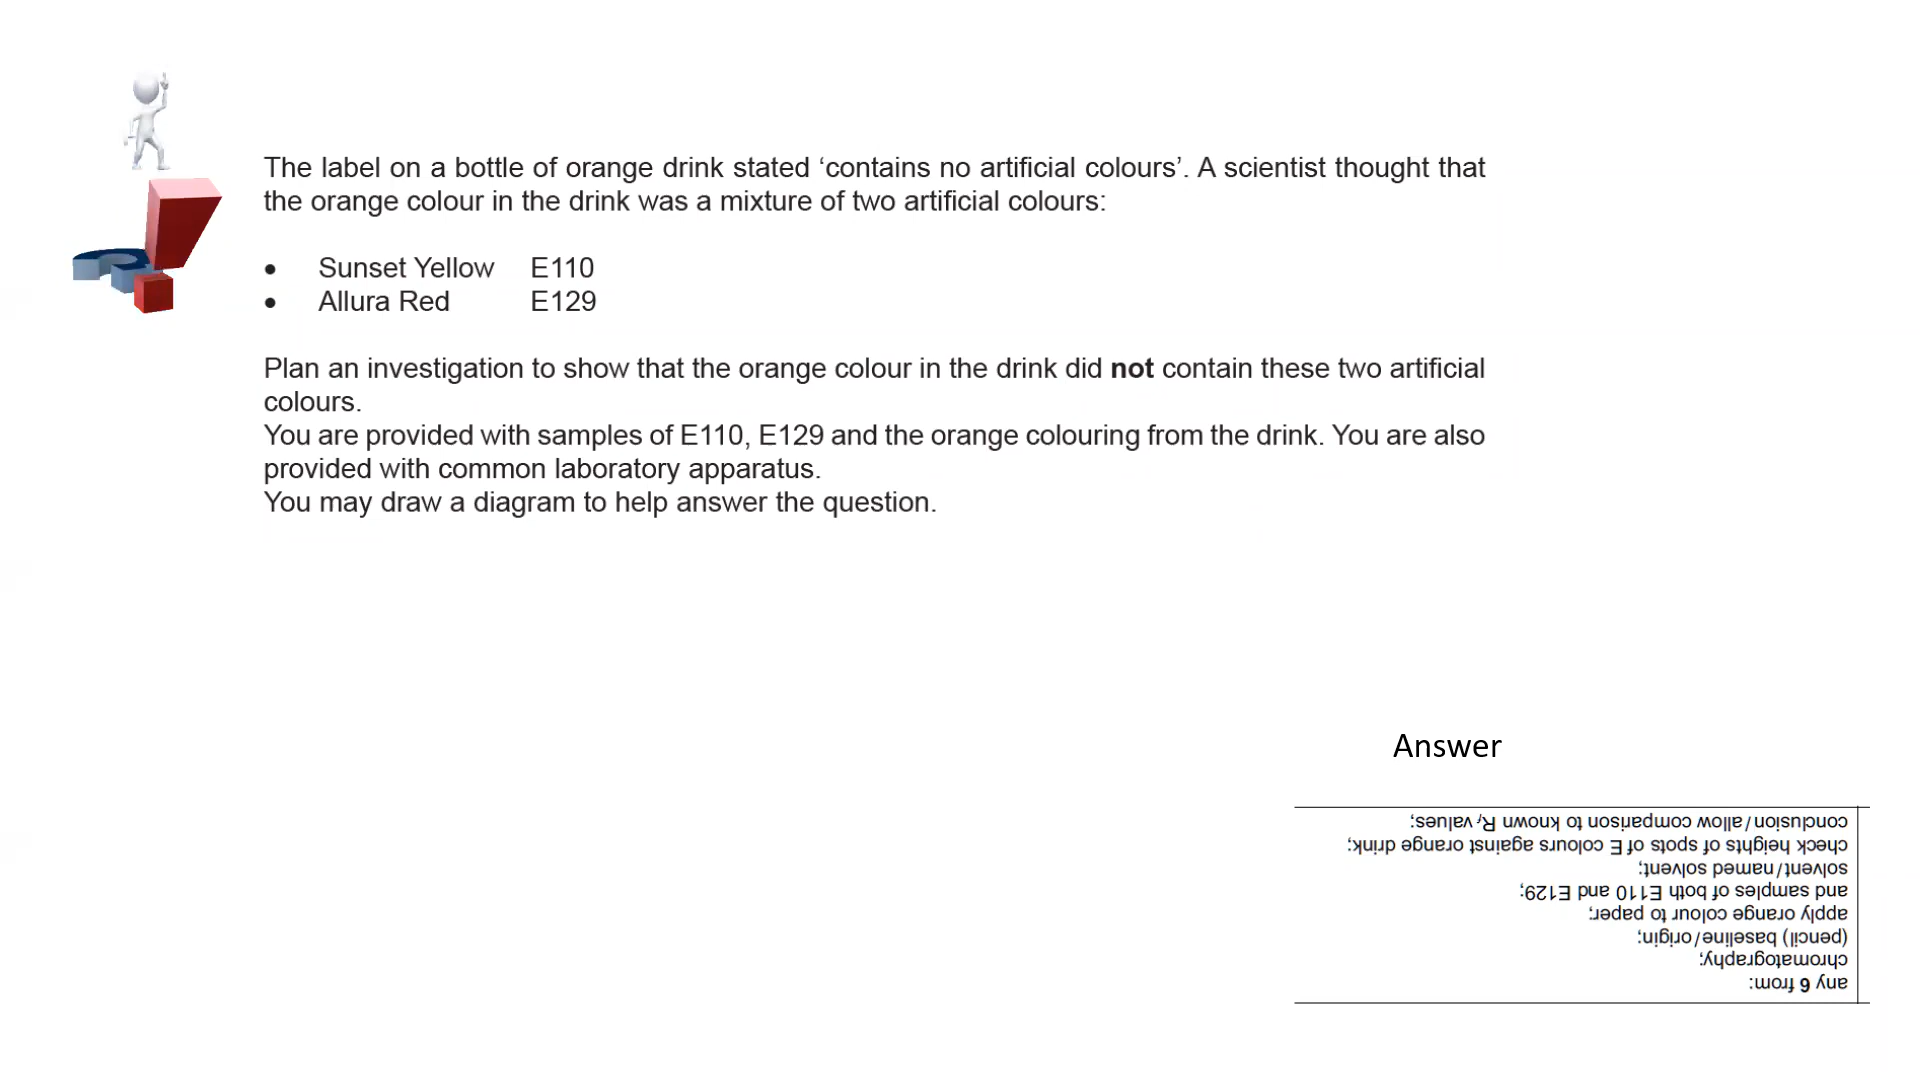 The label on a bottle of orange drink stated ‘contains no artificial colours’. A scientist thought that
the orange colour in the drink was a mixture of two artificial colours:
• Sunset Yellow E110
• Allura Red E129
Plan an investigation to show that the orange colour in the drink did not contain these two artificial
colours.
You are provided with samples of E110, E129 and the orange colouring from the drink. You are also
provided with common laboratory apparatus.
You may draw a diagram to help answer the question.
Answer
any 6 from:
chromatography;
(pencil) baseline/origin;
apply orange colour to paper;
and samples of both E110 and E129;
solvent/named solvent;
check heights of spots of E colours against orange drink;
conclusion/allow comparison to known Rf values;